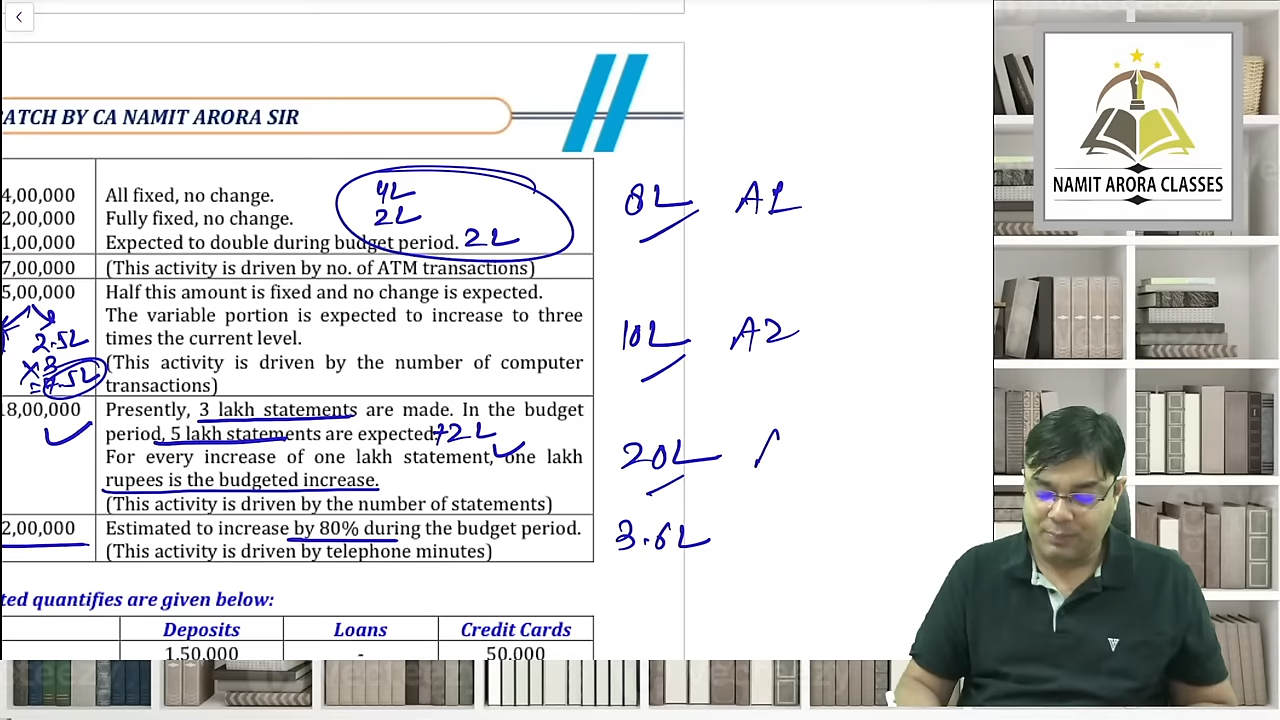 ATCH BY CA NAMIT ARORA SIR
NAMIT ARORA CLASSES
4,00,000 All fixed, no change. 4L
2,00,000 Fully fixed, no change. 2L
1,00,000 Expected to double during budget period. 2L
8L A1
7,00,000 (This activity is driven by no. of ATM transactions)
5,00,000 Half this amount is fixed and no change is expected.
The variable portion is expected to increase to three
times the current level.
(This activity is driven by the number of computer
transactions)
2.5L
×3
=7.5L
10L A2
18,00,000 Presently, 3 lakh statements are made. In the budget
period, 5 lakh statements are expected. +2L
For every increase of one lakh statement, one lakh
rupees is the budgeted increase.
(This activity is driven by the number of statements)
20L
2,00,000 Estimated to increase by 80% during the budget period.
(This activity is driven by telephone minutes)
3.6L
ted quantifies are given below:
Deposits Loans Credit Cards
1,50,000 - 50,000